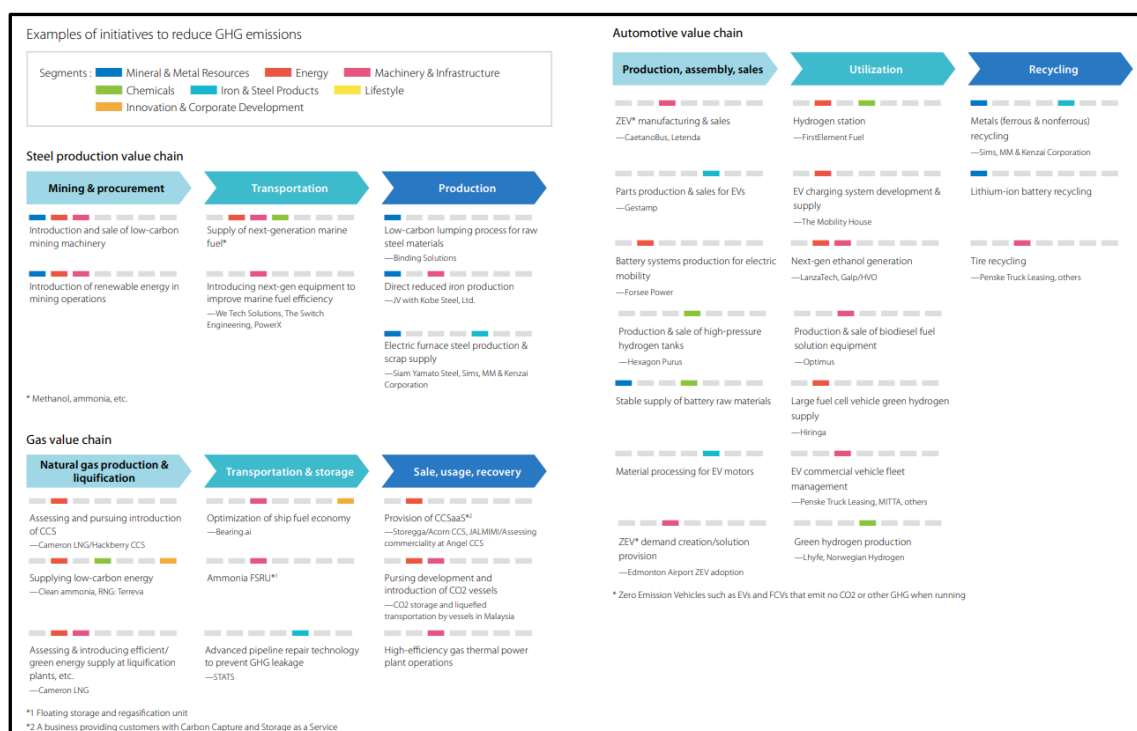 Examples of initiatives to reduce GHG emissions
Segments :
Mineral & Metal Resources
Energy
Machinery & Infrastructure
Chemicals
Iron & Steel Products
Lifestyle
Innovation & Corporate Development
Steel production value chain
Mining & procurement
Introduction and sale of low-carbon
mining machinery
Introduction of renewable energy in
mining operations
Transportation
Supply of next-generation marine
fuel*
Introducing next-gen equipment to
improve marine fuel efficiency
—We Tech Solutions, The Switch
Engineering, PowerX
Production
Low-carbon lumping process for raw
steel materials
—Binding Solutions
Direct reduced iron production
—JV with Kobe Steel, Ltd.
Electric furnace steel production &
scrap supply
—Siam Yamato Steel, Sims, MM & Kenzai
Corporation
* Methanol, ammonia, etc.
Gas value chain
Natural gas production &
liquification
Assessing and pursuing introduction
of CCS
—Cameron LNG/Hackberry CCS
Supplying low-carbon energy
—Clean ammonia, RNG: Terreva
Assessing & introducing efficient/
green energy supply at liquification
plants, etc.
—Cameron LNG
Transportation & storage
Optimization of ship fuel economy
—Bearing.ai
Ammonia FSRU*1
Advanced pipeline repair technology
to prevent GHG leakage
—STATS
Sale, usage, recovery
Provision of CCSaaS*2
—Storegga/Acorn CCS, JALMIMI/Assessing
commerciality at Angel CCS
Pursing development and
introduction of CO2 vessels
—CO2 storage and liquefied
transportation by vessels in Malaysia
High-efficiency gas thermal power
plant operations
*1 Floating storage and regasification unit
*2 A business providing customers with Carbon Capture and Storage as a Service
Automotive value chain
Production, assembly, sales
ZEV* manufacturing & sales
—CaetanoBus, Letenda
Parts production & sales for EVs
—Gestamp
Battery systems production for electric
mobility
—Forsee Power
Production & sale of high-pressure
hydrogen tanks
—Hexagon Purus
Stable supply of battery raw materials
Material processing for EV motors
ZEV* demand creation/solution
provision
—Edmonton Airport ZEV adoption
Utilization
Hydrogen station
—FirstElement Fuel
EV charging system development &
supply
—The Mobility House
Next-gen ethanol generation
—LanzaTech, Galp/HVO
Production & sale of biodiesel fuel
solution equipment
—Optimus
Large fuel cell vehicle green hydrogen
supply
—Hiringa
EV commercial vehicle fleet
management
—Penske Truck Leasing, MITTA, others
Green hydrogen production
—Lhyfe, Norwegian Hydrogen
Recycling
Metals (ferrous & nonferrous)
recycling
—Sims, MM & Kenzai Corporation
Lithium-ion battery recycling
Tire recycling
—Penske Truck Leasing, others
* Zero Emission Vehicles such as EVs and FCVs that emit no CO2 or other GHG when running